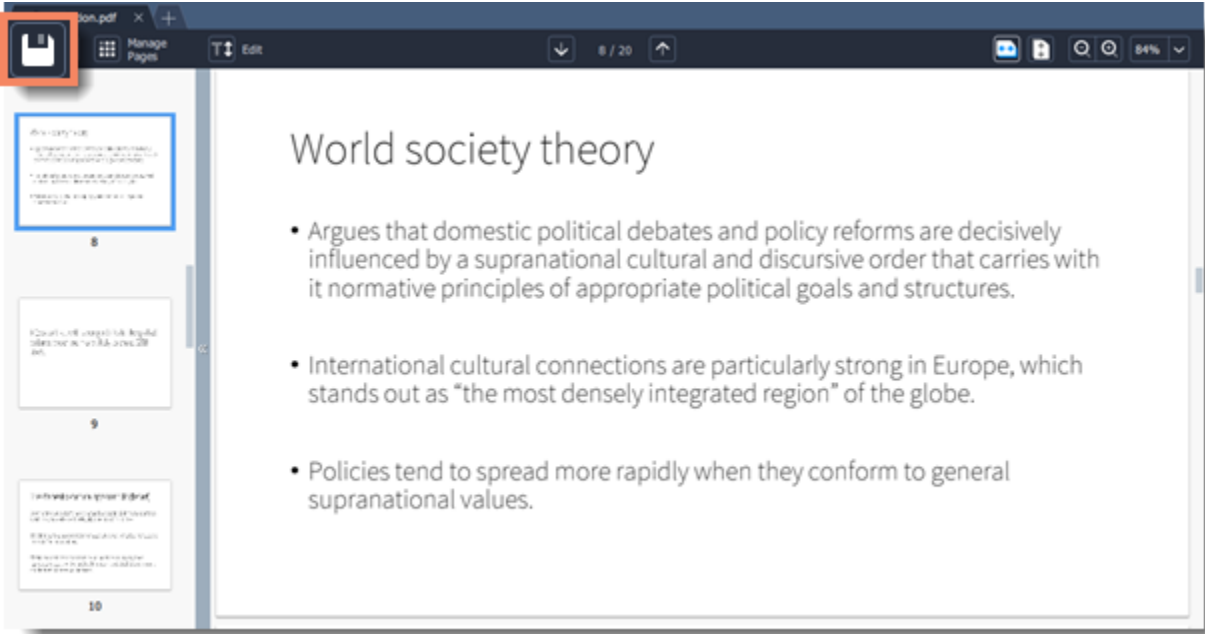 tion.pdf
Manage
Pages
Edit
8 / 20
84%
World society theory
• Argues that domestic political debates and policy reforms are decisively
influenced by a supranational cultural and discursive order that carries with
it normative principles of appropriate political goals and structures.
• International cultural connections are particularly strong in Europe, which
stands out as “the most densely integrated region” of the globe.
• Policies tend to spread more rapidly when they conform to general
supranational values.
8
9
10